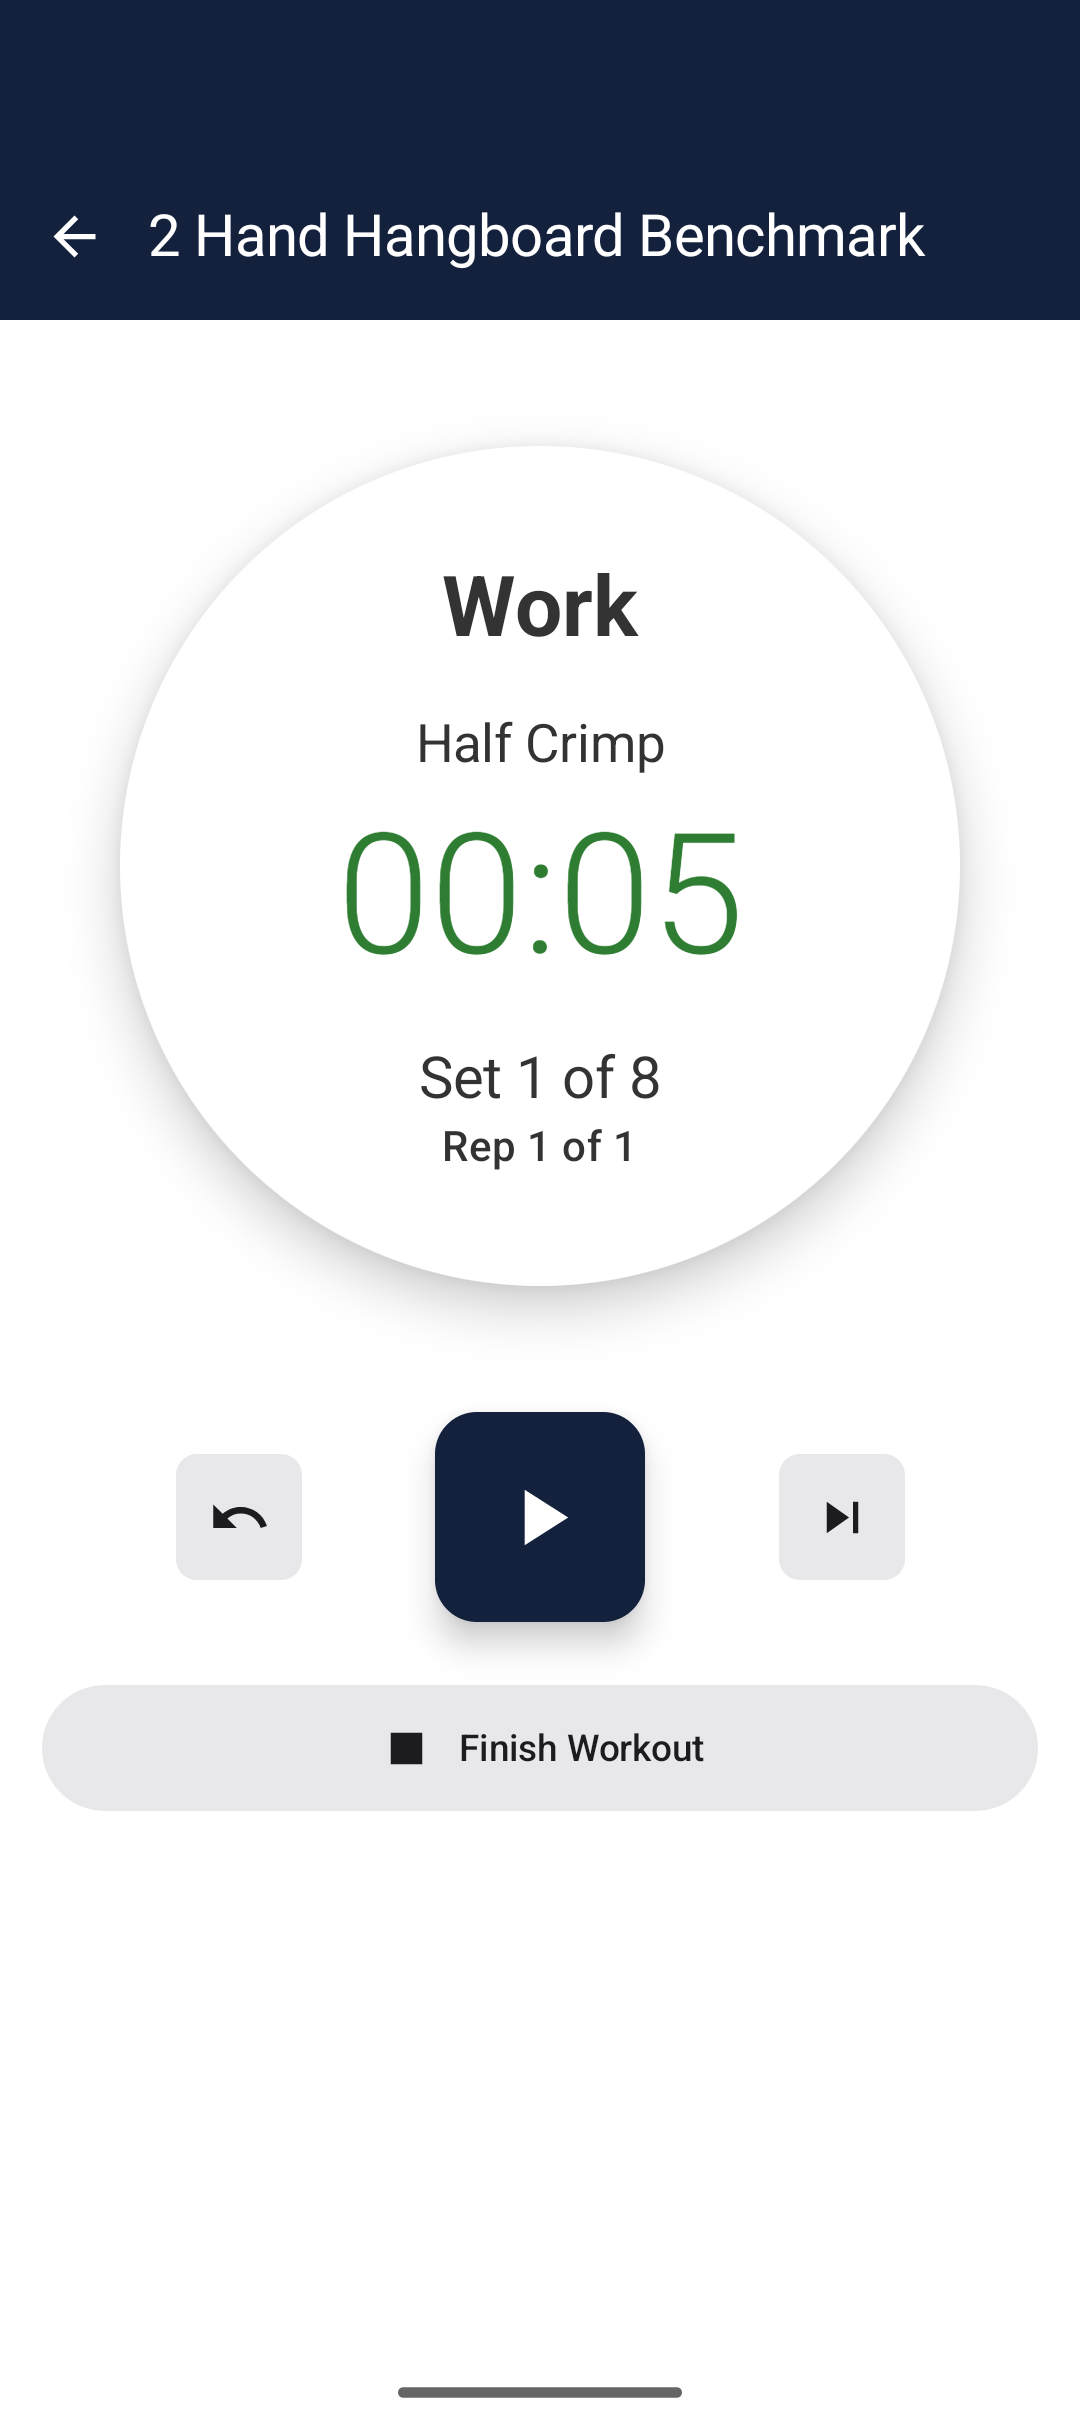 2 Hand Hangboard Benchmark
Work
Half Crimp
00:05
Set 1 of 8
Rep 1 of 1
Finish Workout